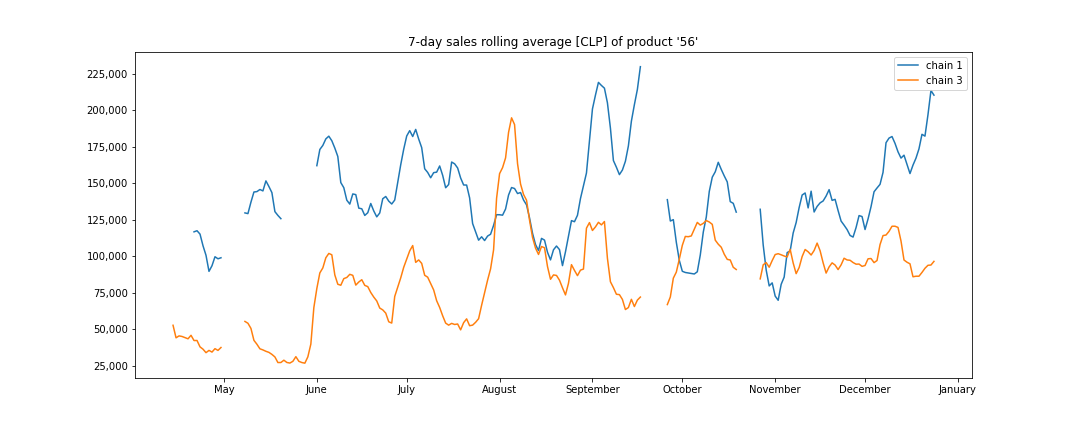 7-day sales rolling average [CLP] of product '56'
chain 1
chain 3
225,000
200,000
175,000
150,000
125,000
100,000
75,000
50,000
25,000
May June July August September October November December January